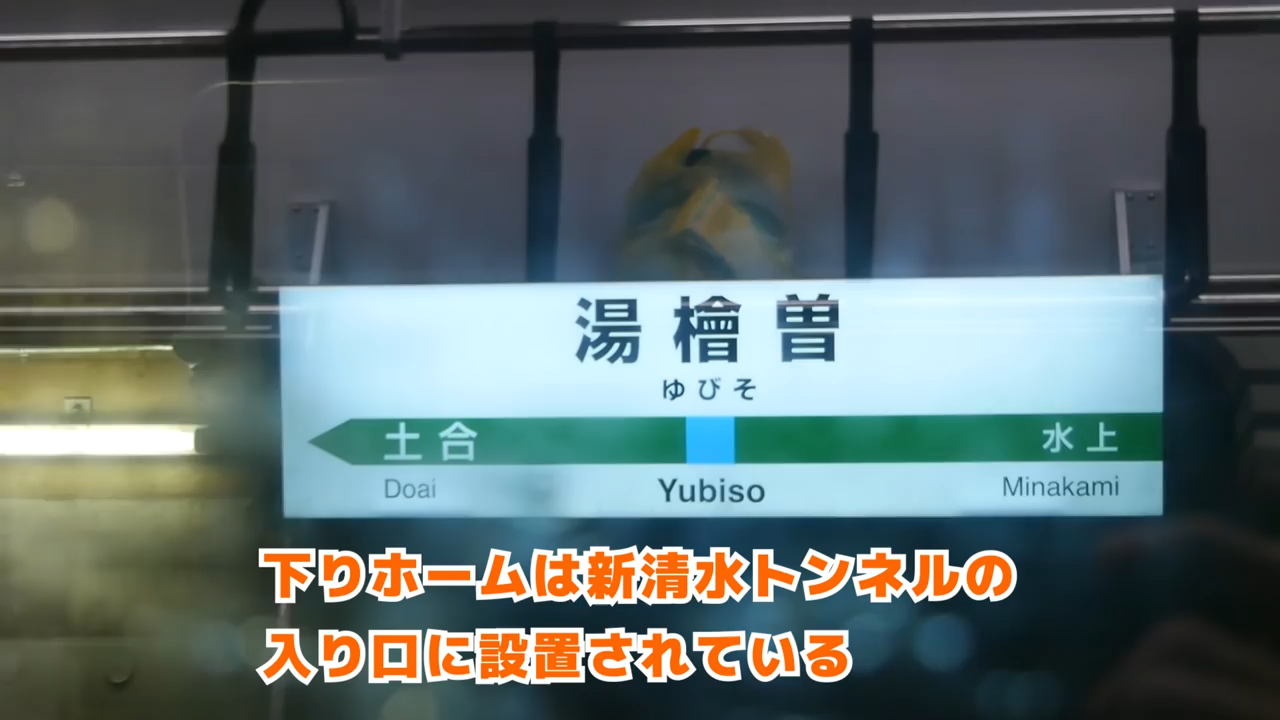 湯檜曽
ゆびそ
土合 水上
Doai Yubiso Minakami
下りホームは新清水トンネルの
入り口に設置されている